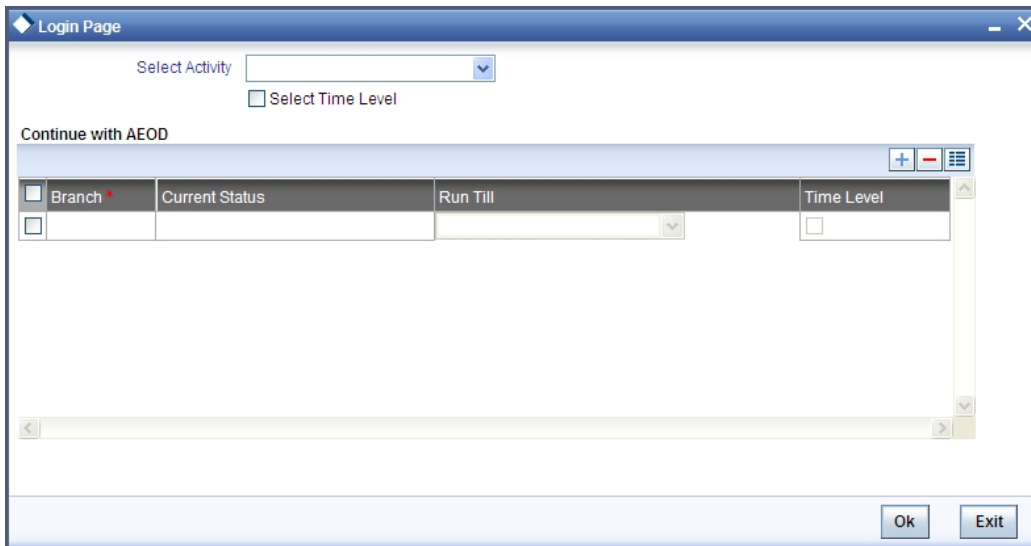 Login Page
Select Activity
Select Time Level
Continue with AEOD
Branch * Current Status Run Till Time Level
Ok Exit